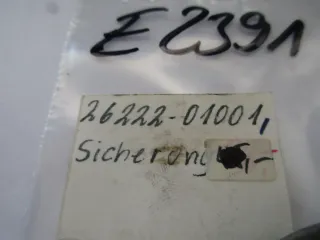 E2391
26222-01001,
Sicherung ,-